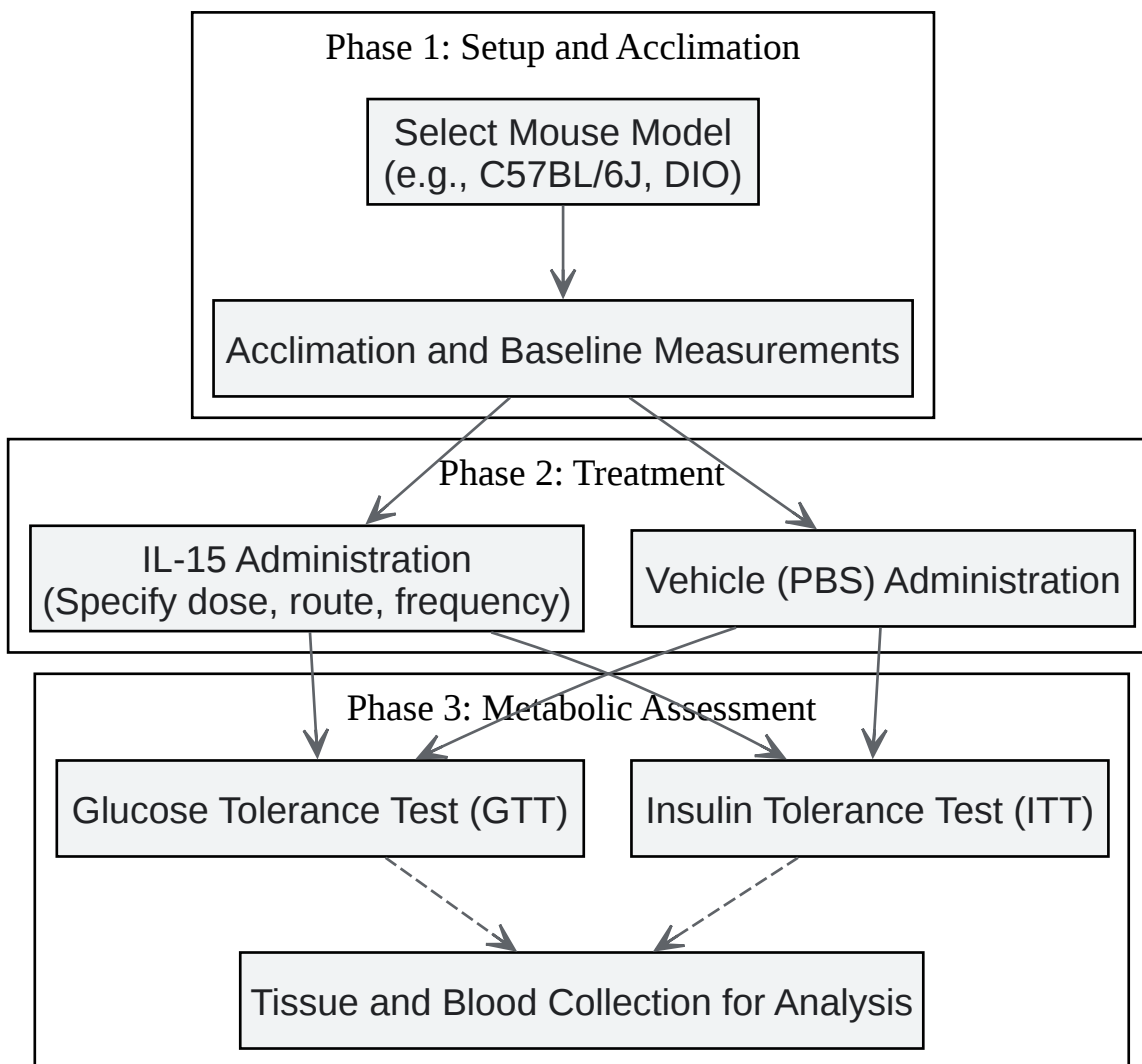 Phase 1: Setup and Acclimation
Select Mouse Model
(e.g., C57BL/6J, DIO)
Acclimation and Baseline Measurements
Phase 2: Treatment
IL-15 Administration
(Specify dose, route, frequency)
Vehicle (PBS) Administration
Phase 3: Metabolic Assessment
Glucose Tolerance Test (GTT)
Insulin Tolerance Test (ITT)
Tissue and Blood Collection for Analysis